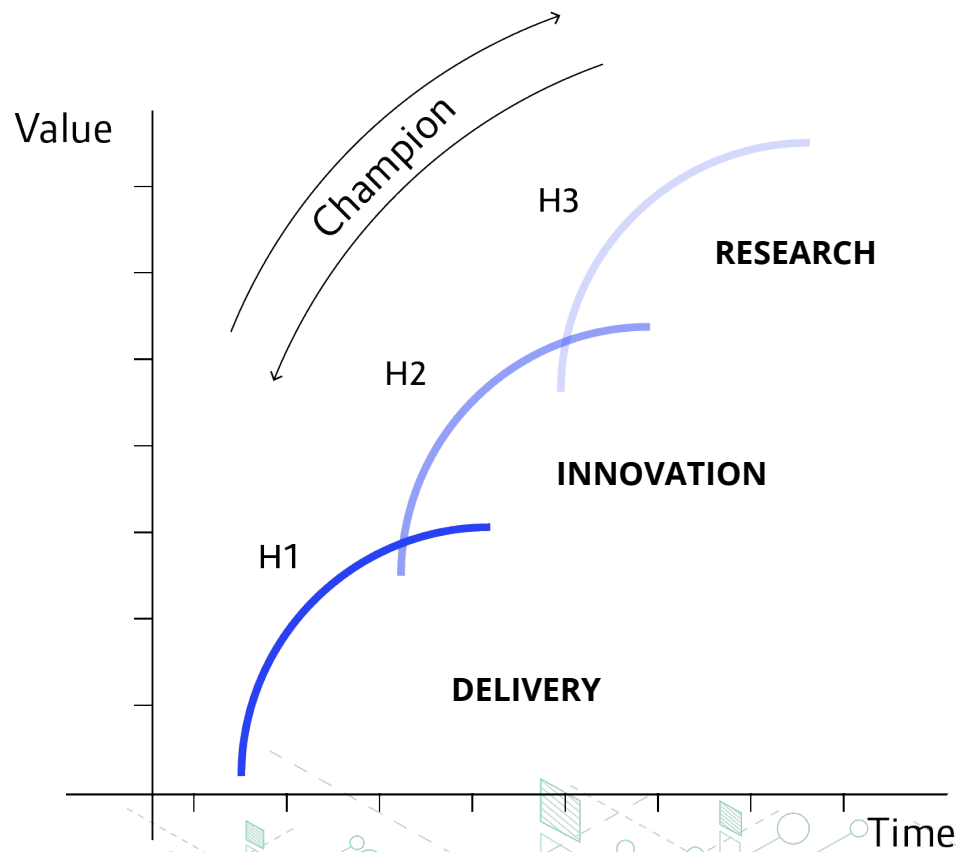 Champion
Value
H3
RESEARCH
H2
INNOVATION
H1
DELIVERY
Time